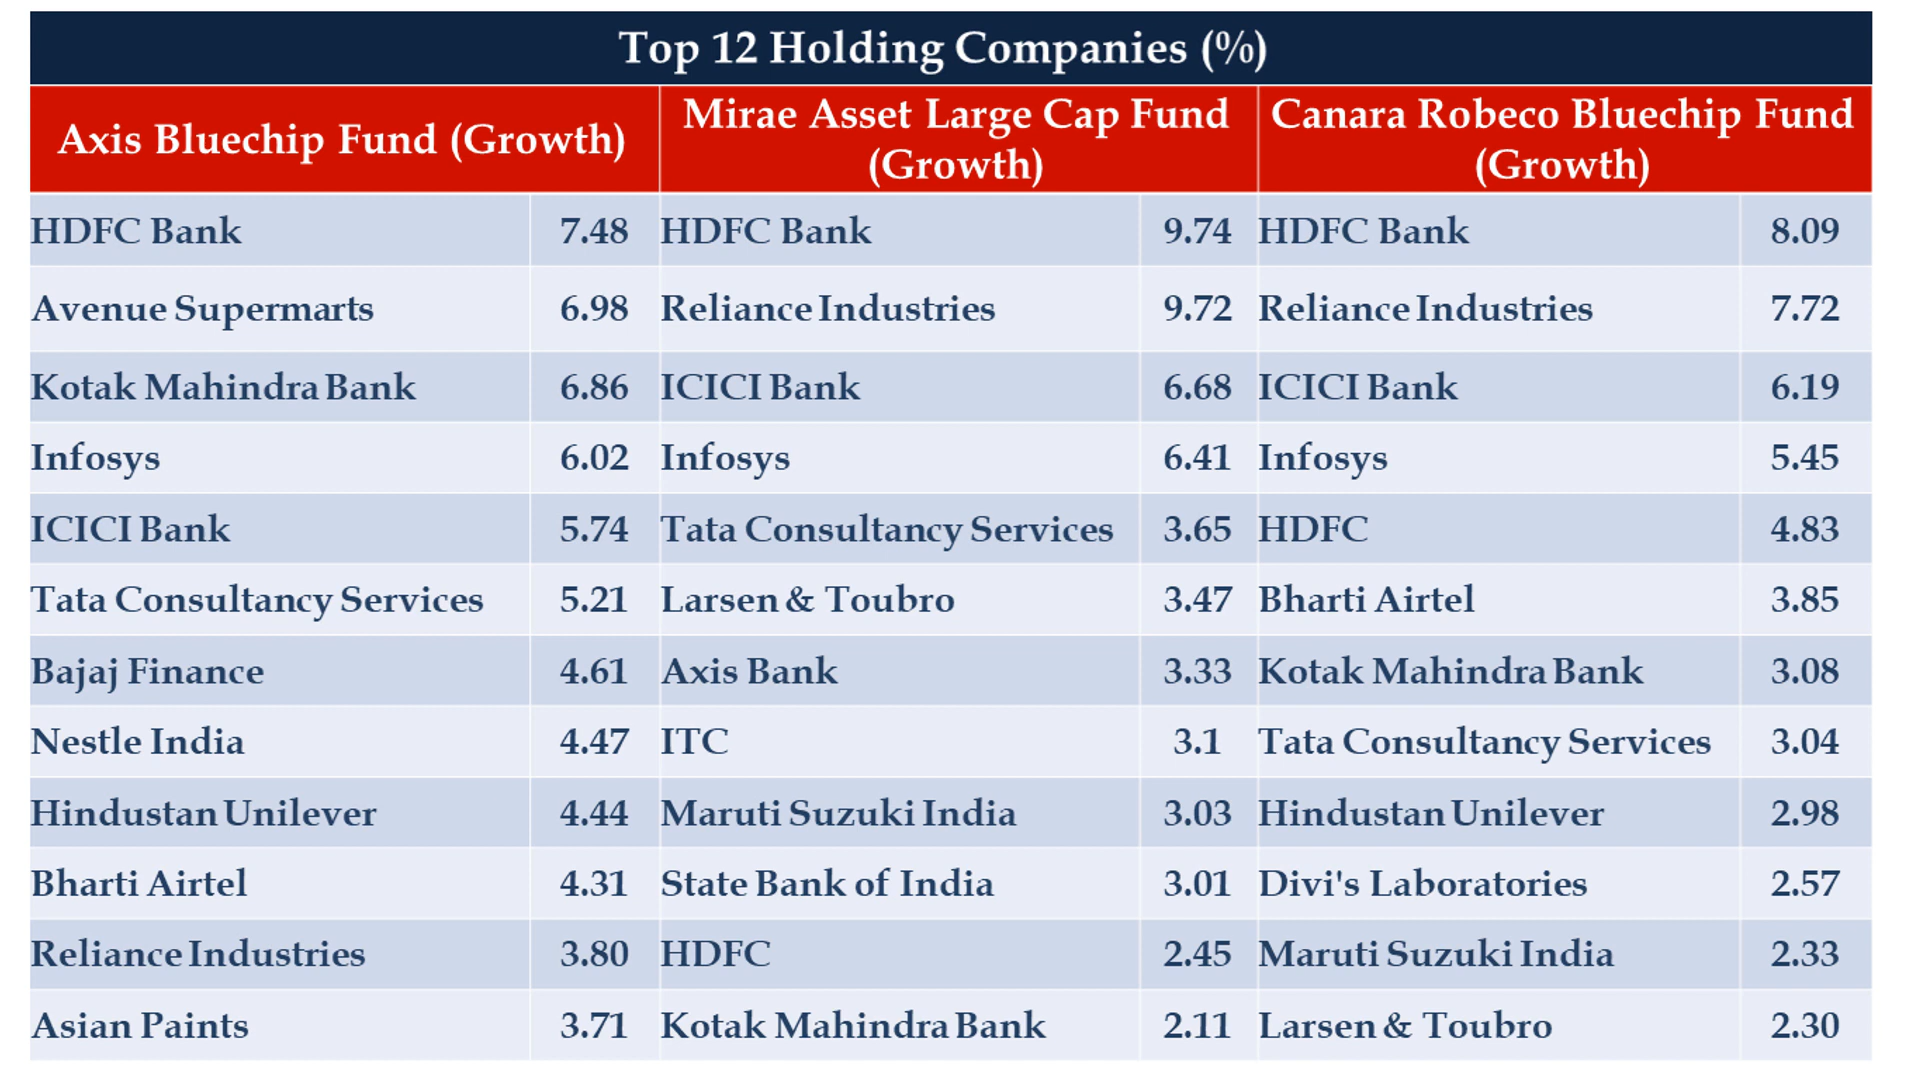 Top 12 Holding Companies (%)
Axis Bluechip Fund (Growth) Mirae Asset Large Cap Fund (Growth) Canara Robeco Bluechip Fund (Growth)
HDFC Bank 7.48 HDFC Bank 9.74 HDFC Bank 8.09
Avenue Supermarts 6.98 Reliance Industries 9.72 Reliance Industries 7.72
Kotak Mahindra Bank 6.86 ICICI Bank 6.68 ICICI Bank 6.19
Infosys 6.02 Infosys 6.41 Infosys 5.45
ICICI Bank 5.74 Tata Consultancy Services 3.65 HDFC 4.83
Tata Consultancy Services 5.21 Larsen & Toubro 3.47 Bharti Airtel 3.85
Bajaj Finance 4.61 Axis Bank 3.33 Kotak Mahindra Bank 3.08
Nestle India 4.47 ITC 3.1 Tata Consultancy Services 3.04
Hindustan Unilever 4.44 Maruti Suzuki India 3.03 Hindustan Unilever 2.98
Bharti Airtel 4.31 State Bank of India 3.01 Divi's Laboratories 2.57
Reliance Industries 3.80 HDFC 2.45 Maruti Suzuki India 2.33
Asian Paints 3.71 Kotak Mahindra Bank 2.11 Larsen & Toubro 2.30